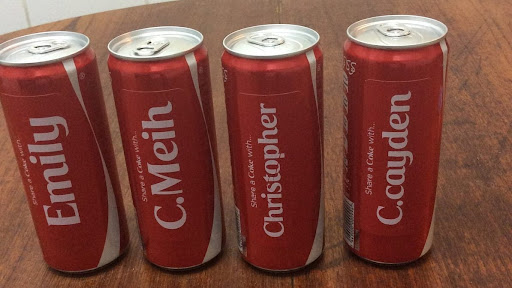 Share a Coke with..
Emily
Share a Coke with..
C.Meih
Share a Coke with..
Christopher
Share a Coke with..
C.cayden